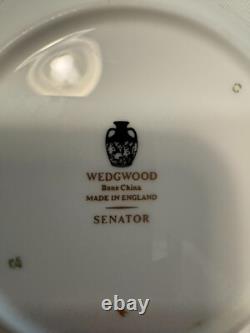 WEDGWOOD
Bone China
MADE IN ENGLAND
SENATOR